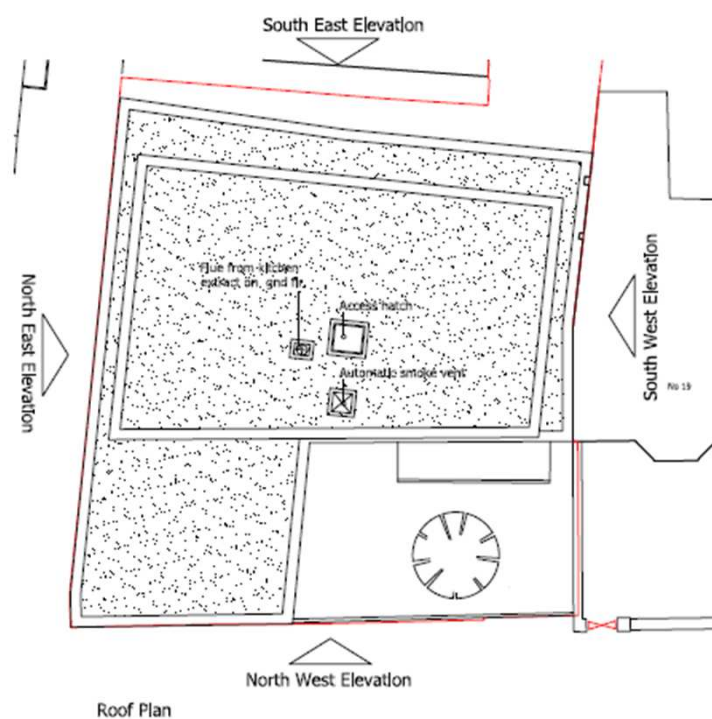 South East Elevation
Flue from kitchen
extract on gnd flr
Access hatch
Automatic smoke vent
North East Elevation
South West Elevation
No 19
North West Elevation
Roof Plan